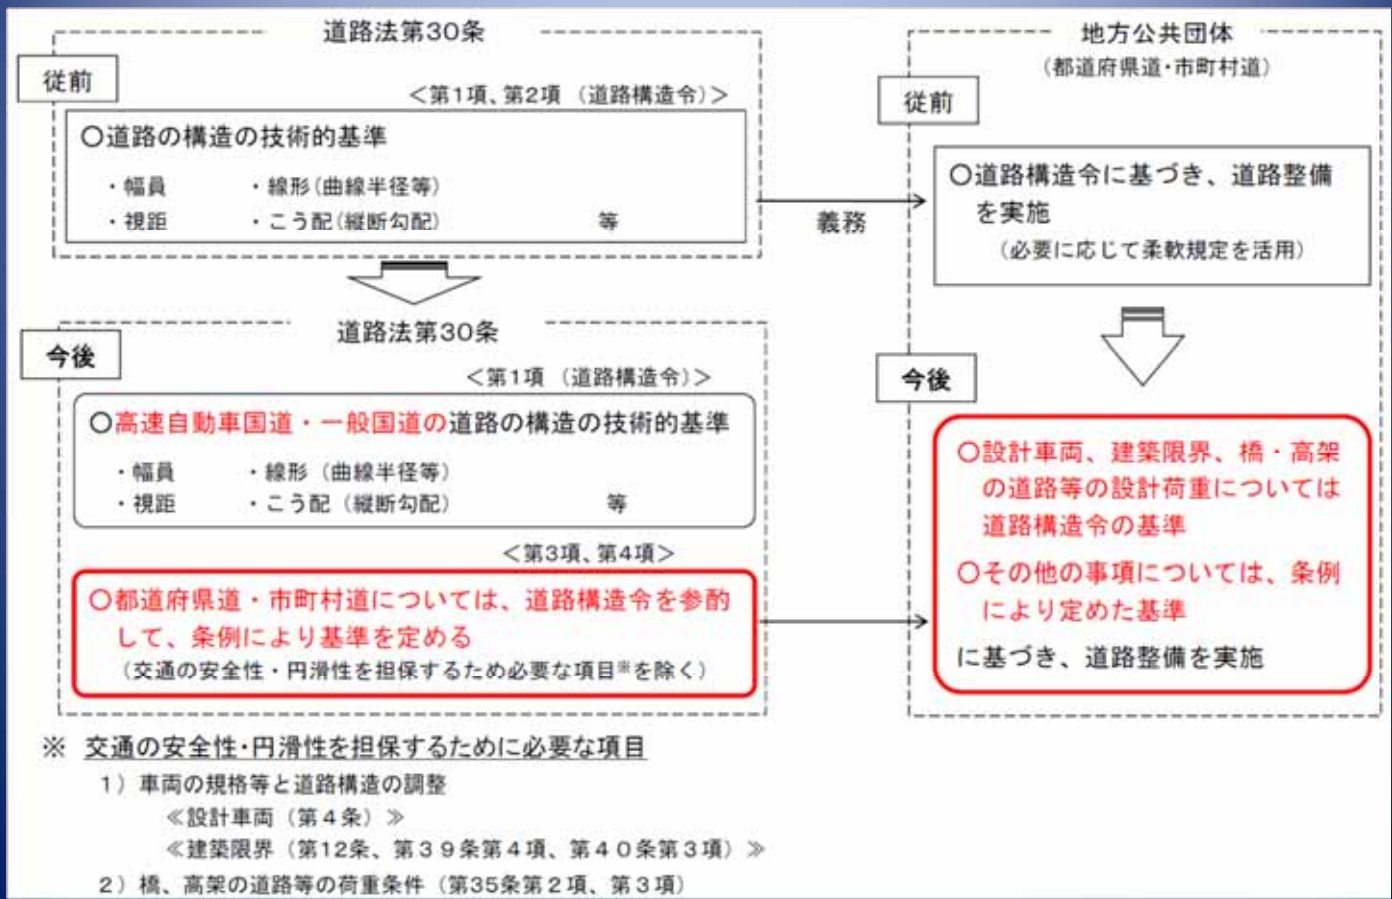 道路法第30条
従前
<第1項、第2項 (道路構造令)>
○道路の構造の技術的基準
・幅員 ・線形(曲線半径等)
・視距 ・こう配(縦断勾配) 等
義務
地方公共団体
(都道府県道・市町村道)
従前
○道路構造令に基づき、道路整備
を実施
(必要に応じて柔軟規定を活用)
道路法第30条
今後
<第1項 (道路構造令)>
○高速自動車国道・一般国道の道路の構造の技術的基準
・幅員 ・線形 (曲線半径等)
・視距 ・こう配 (縦断勾配) 等
<第3項、第4項>
○都道府県道・市町村道については、道路構造令を参酌
して、条例により基準を定める
(交通の安全性・円滑性を担保するため必要な項目※を除く)
今後
○設計車両、建築限界、橋・高架
の道路等の設計荷重については
道路構造令の基準
○その他の事項については、条例
により定めた基準
に基づき、道路整備を実施
※ 交通の安全性・円滑性を担保するために必要な項目
1) 車両の規格等と道路構造の調整
≪設計車両 (第4条) ≫
≪建築限界 (第12条、第39条第4項、第40条第3項) ≫
2) 橋、高架の道路等の荷重条件 (第35条第2項、第3項)